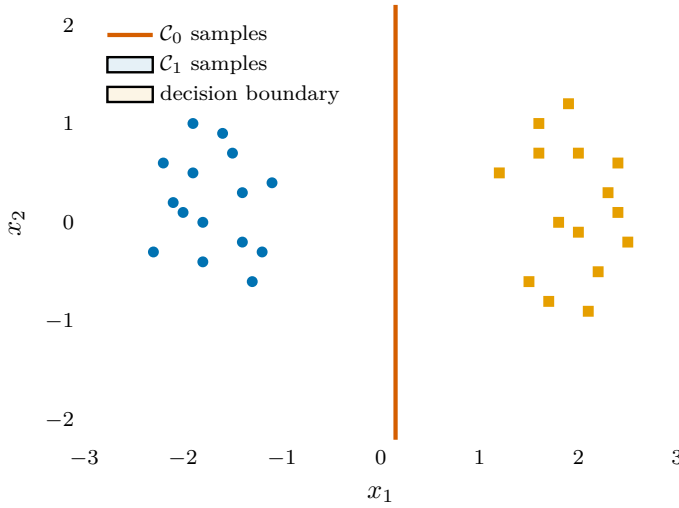 2
1
0
−1
−2
x₂
𝒞₀ samples
𝒞₁ samples
decision boundary
−3 −2 −1 0 1 2 3
x₁